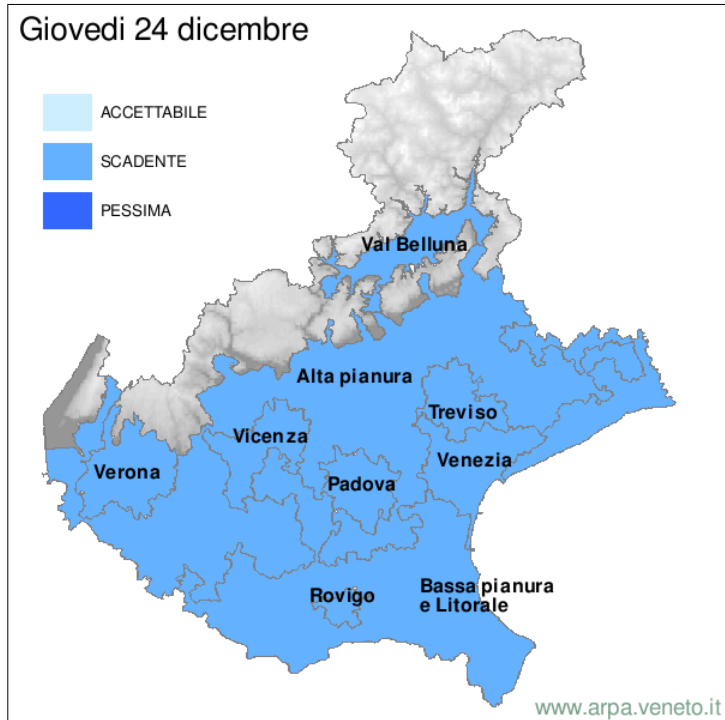 Giovedi 24 dicembre
ACCETTABILE
SCADENTE
PESSIMA
Val Belluna
Alta pianura
Treviso
Vicenza
Venezia
Verona
Padova
Rovigo
Bassa pianura
e Litorale
www.arpa.veneto.it